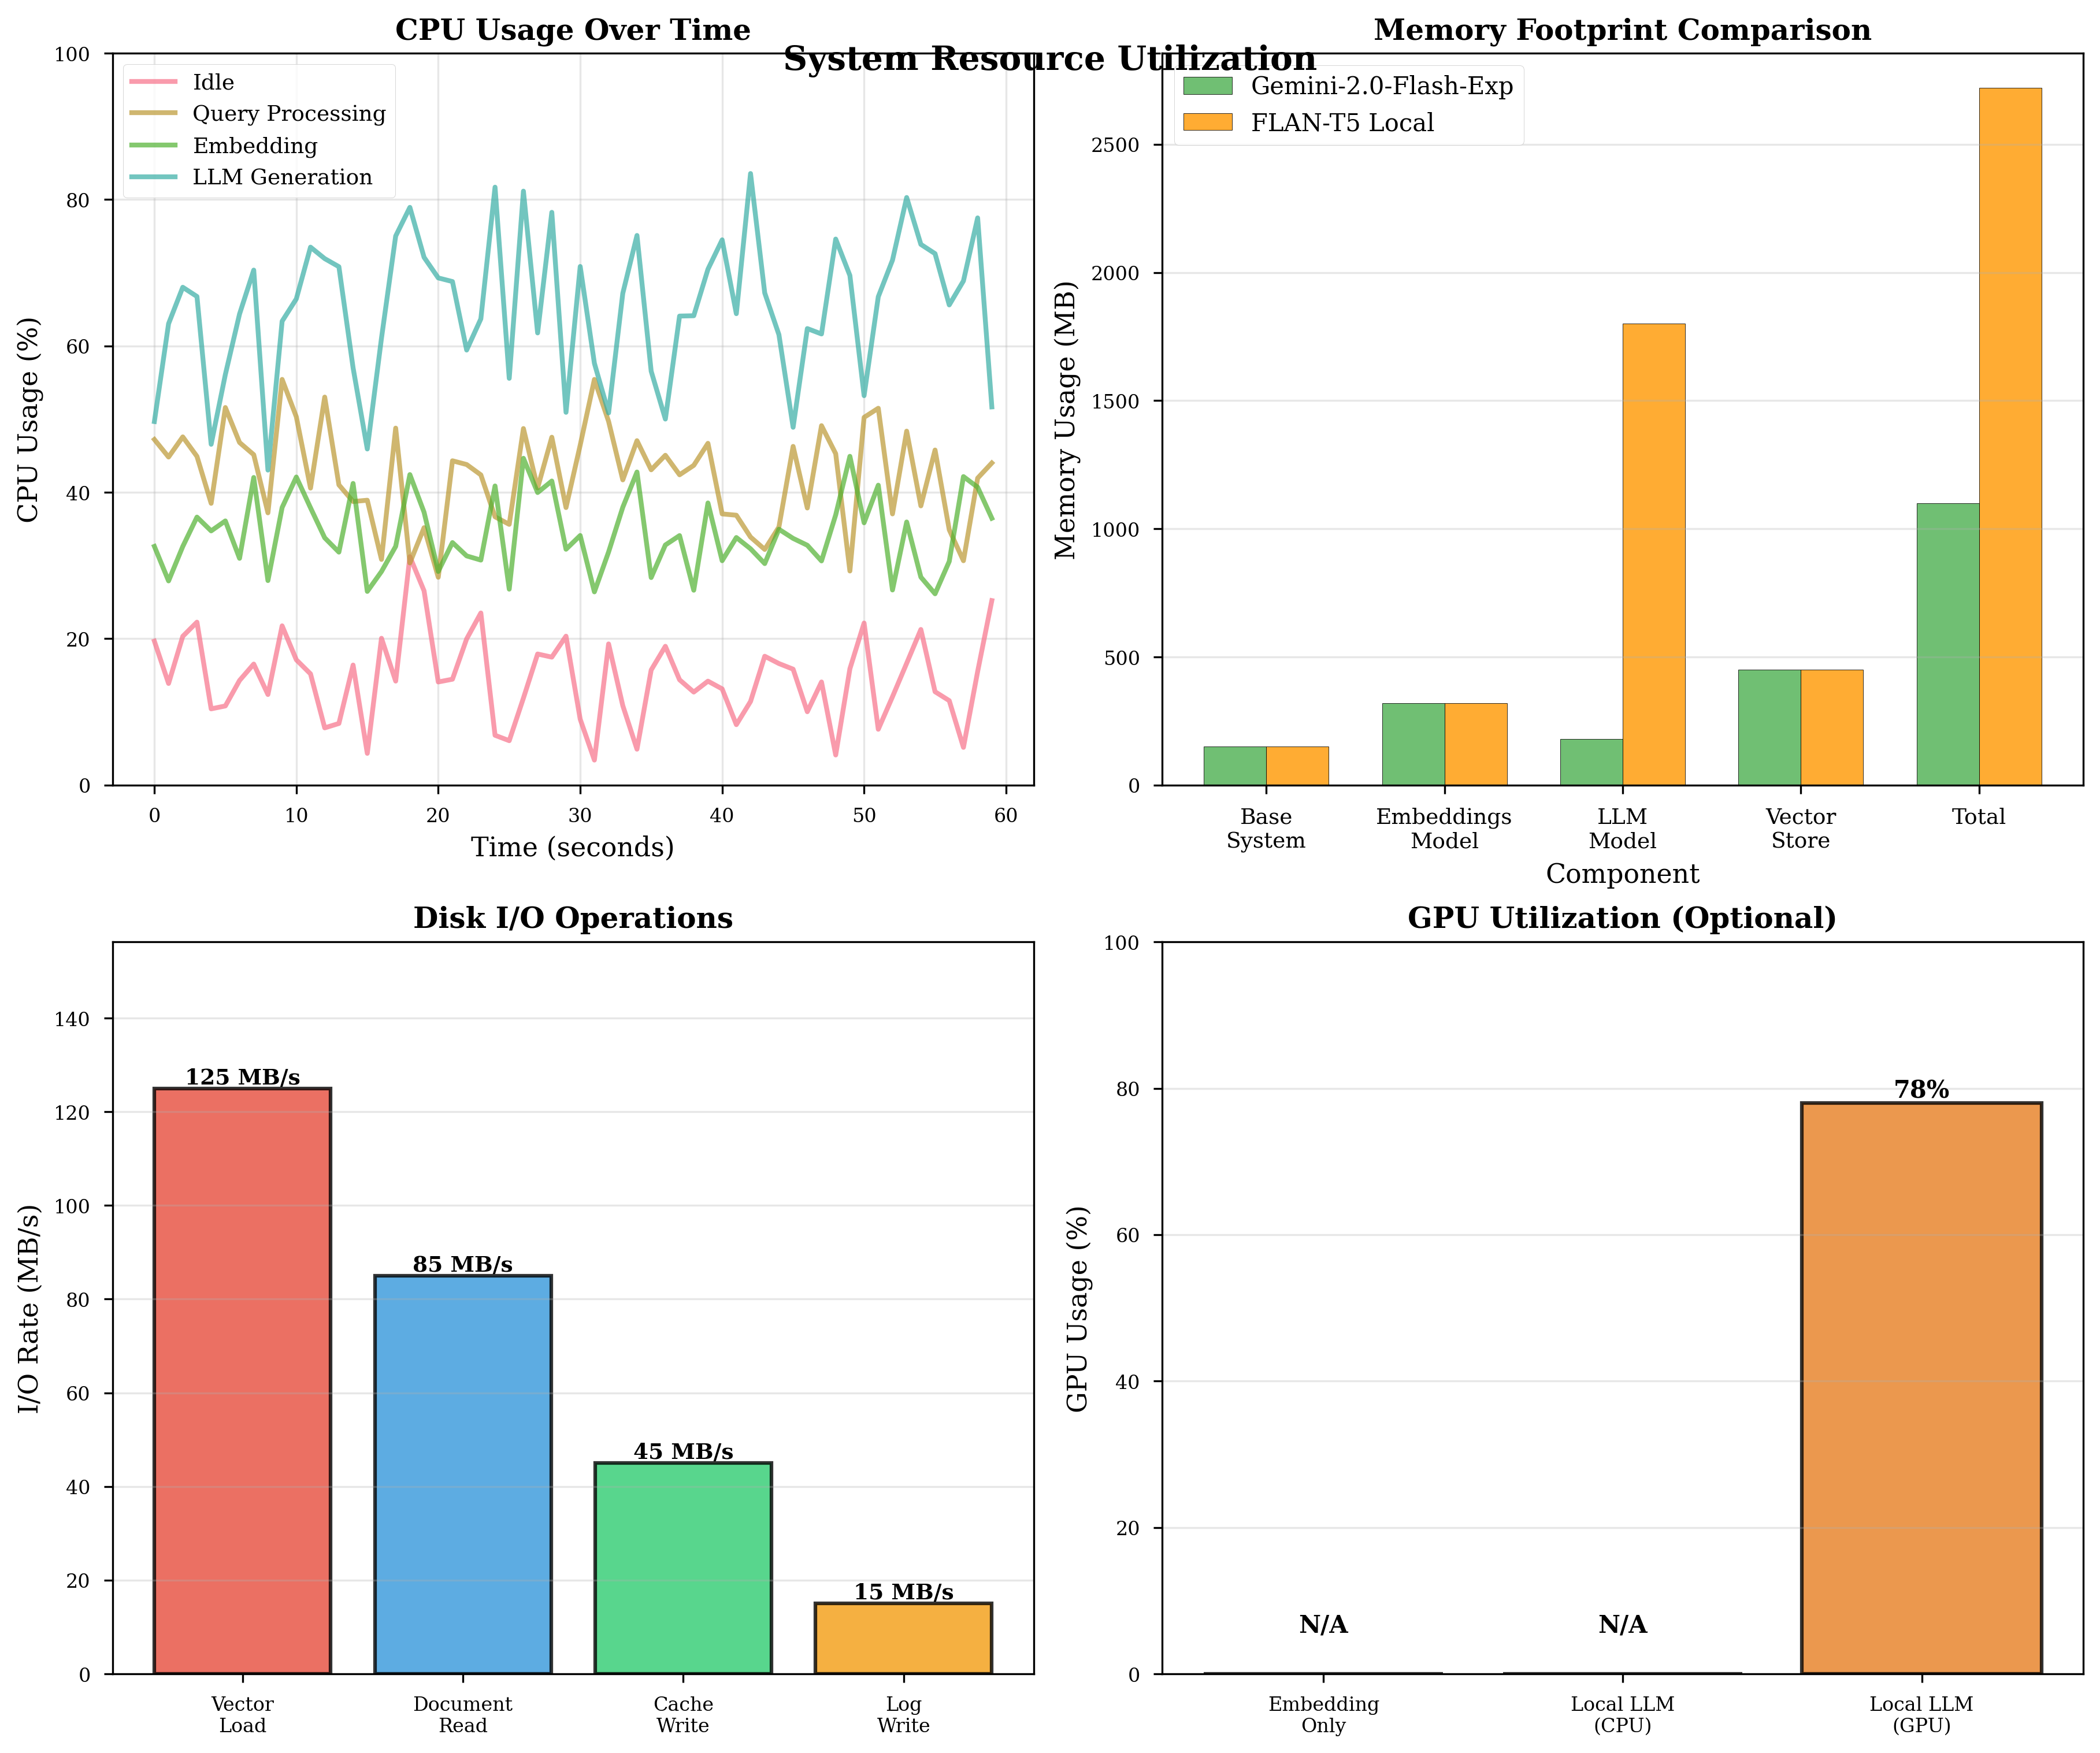 System Resource Utilization
CPU Usage Over Time
Idle
Query Processing
Embedding
LLM Generation
CPU Usage (%)
100
80
60
40
20
0
0 10 20 30 40 50 60
Time (seconds)
Memory Footprint Comparison
Gemini-2.0-Flash-Exp
FLAN-T5 Local
Memory Usage (MB)
2500
2000
1500
1000
500
0
Base System
Embeddings Model
LLM Model
Vector Store
Total
Component
Disk I/O Operations
I/O Rate (MB/s)
140
120
100
80
60
40
20
0
125 MB/s
85 MB/s
45 MB/s
15 MB/s
Vector Load
Document Read
Cache Write
Log Write
GPU Utilization (Optional)
GPU Usage (%)
100
80
60
40
20
0
N/A
N/A
78%
Embedding Only
Local LLM (CPU)
Local LLM (GPU)